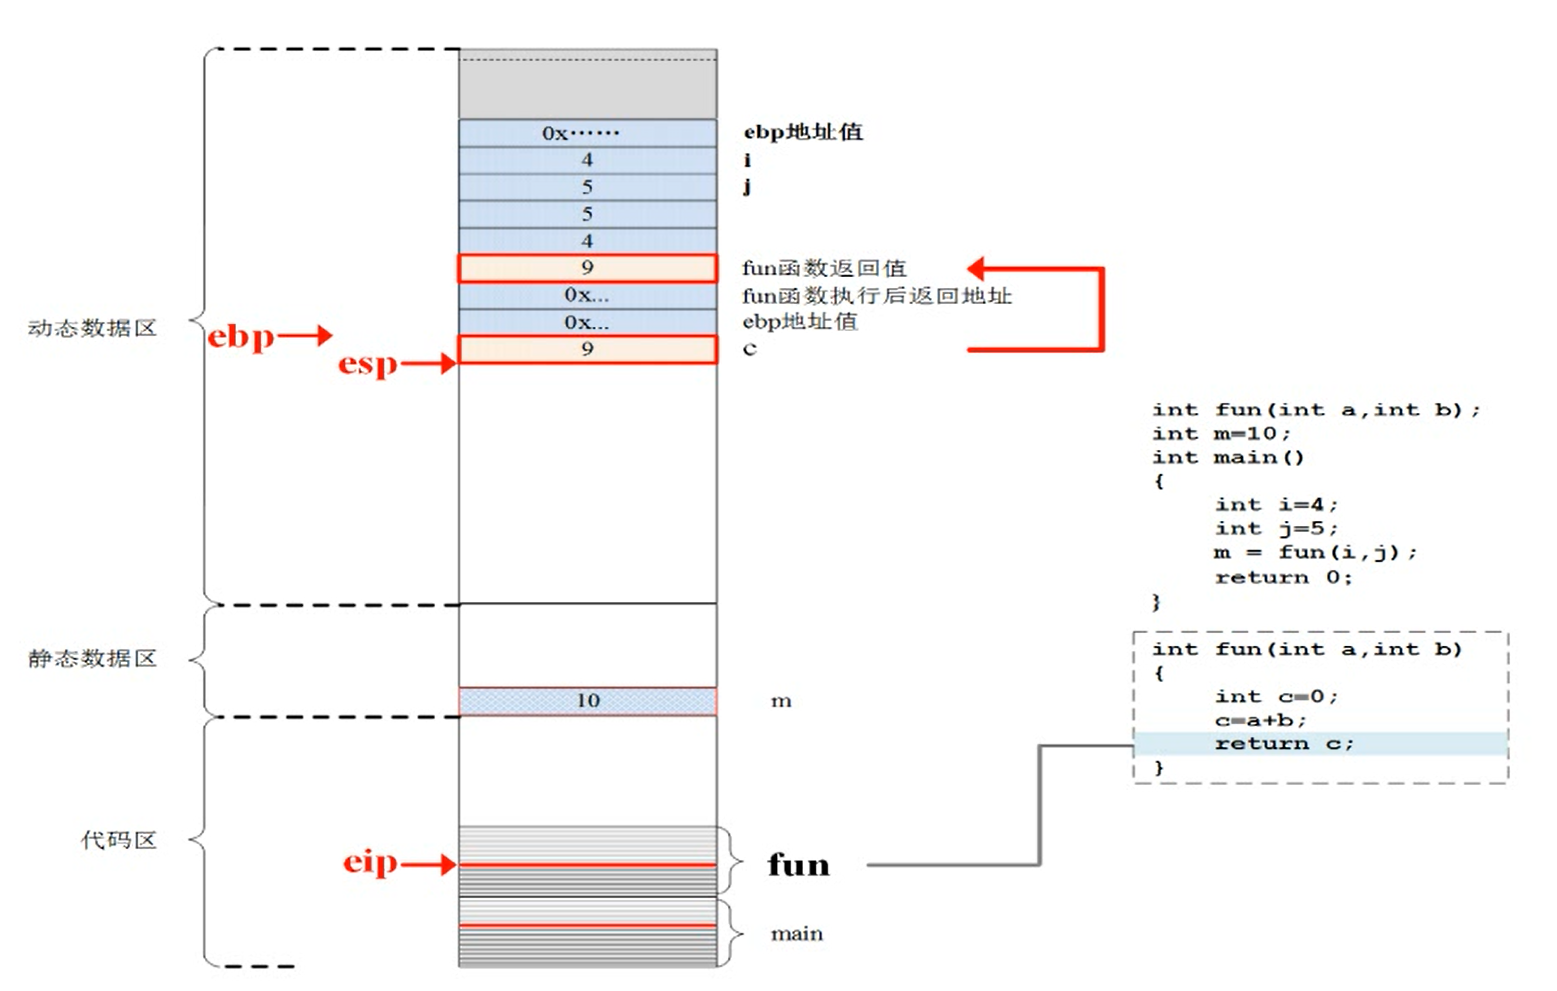 0x······ ebp地址值
4 i
5 j
5
4
9 fun函数返回值
0x... fun函数执行后返回地址
0x... ebp地址值
9 c
动态数据区
ebp
esp
int fun(int a,int b);
int m=10;
int main()
{
int i=4;
int j=5;
m = fun(i,j);
return 0;
}
静态数据区
10 m
int fun(int a,int b)
{
int c=0;
c=a+b;
return c;
}
代码区
eip
fun
main